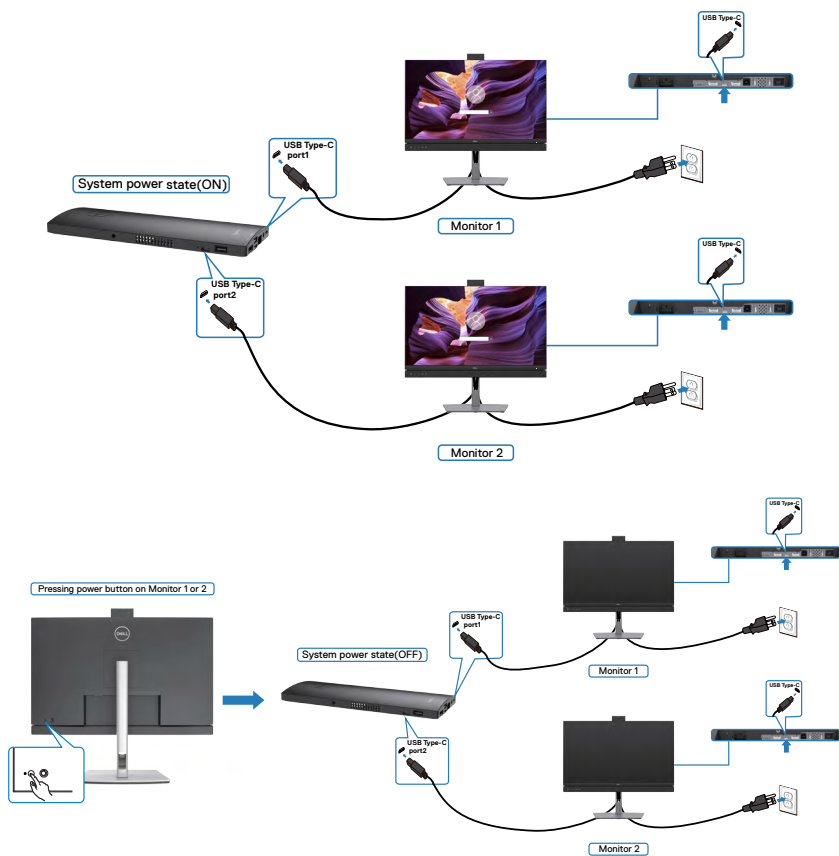 USB Type-C
USB Type-C
port1
System power state(ON)
Monitor 1
USB Type-C
USB Type-C
port2
Monitor 2
USB Type-C
Pressing power button on Monitor 1 or 2
DELL
USB Type-C
port1
System power state(OFF)
Monitor 1
USB Type-C
USB Type-C
port2
Monitor 2